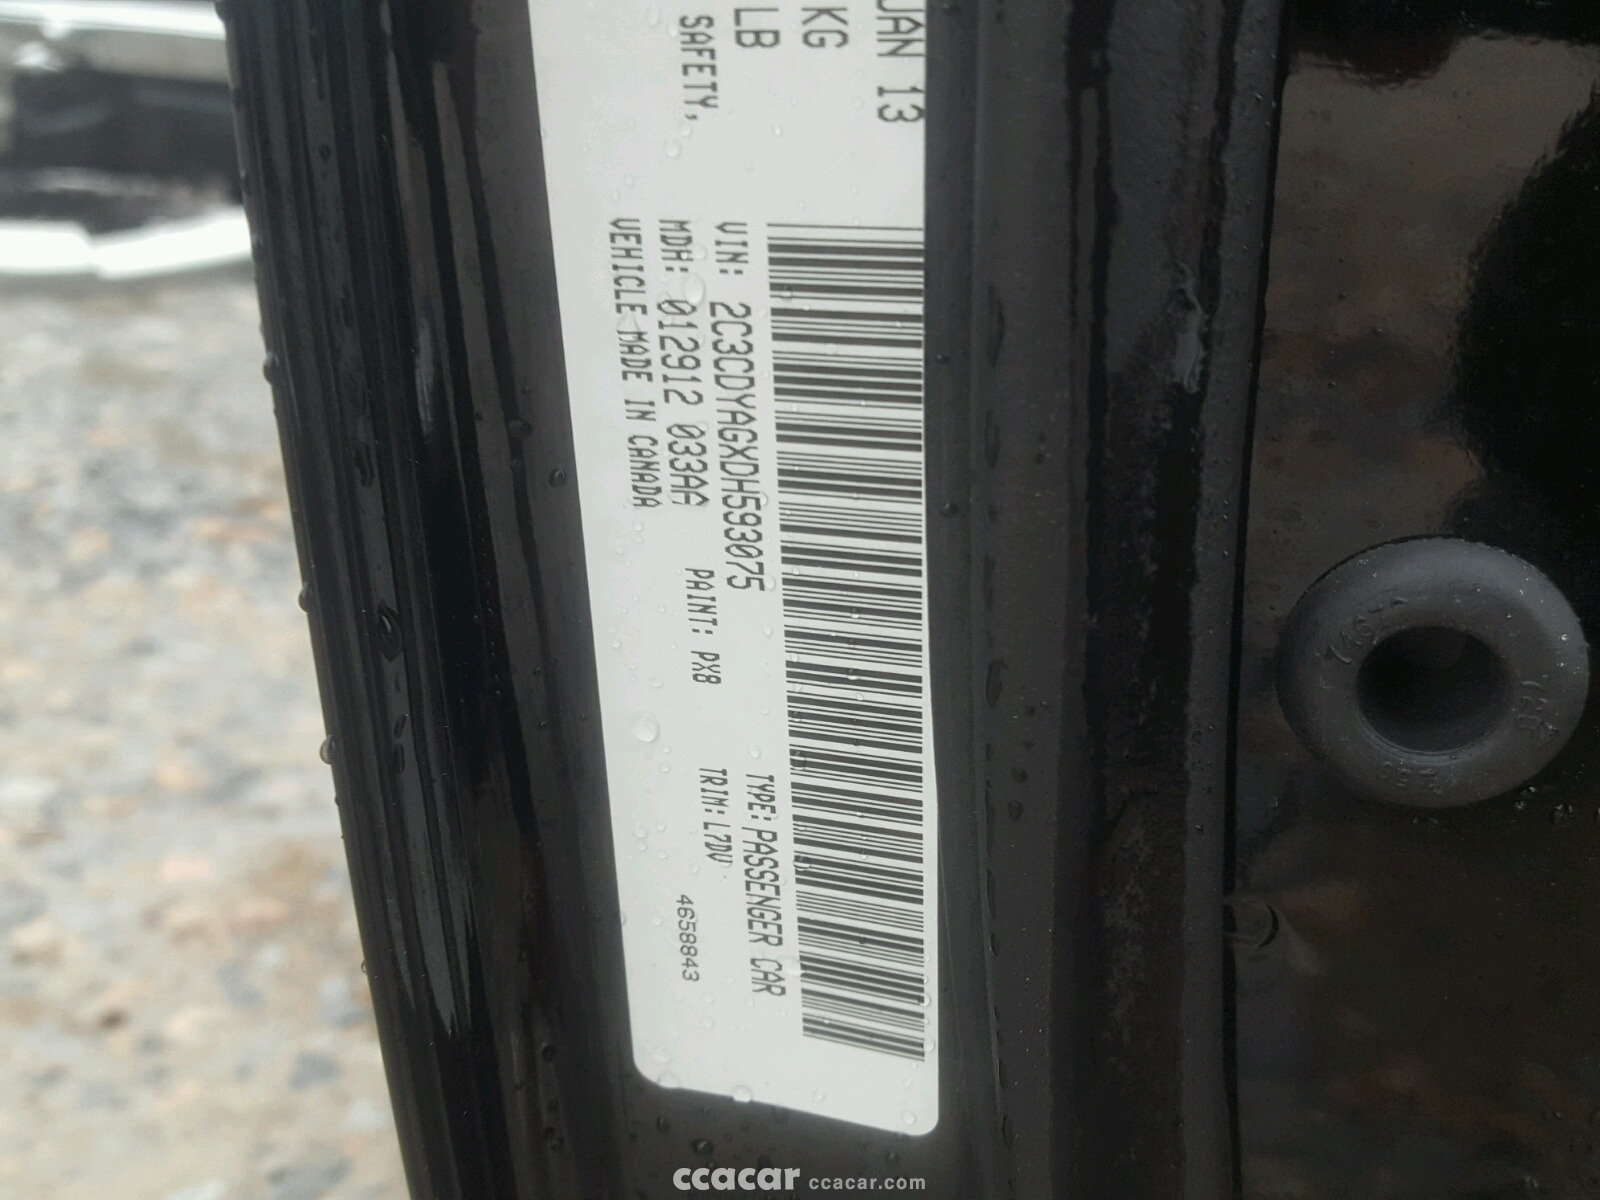 JAN 13
KG
LB
SAFETY,
VIN: 2C3CDYAGXDH593075 TYPE: PASSENGER CAR
MDH: 012912 033AA PAINT: PX8 TRIM: L7DV
VEHICLE MADE IN CANADA 4658843
ccacar ccacar.com